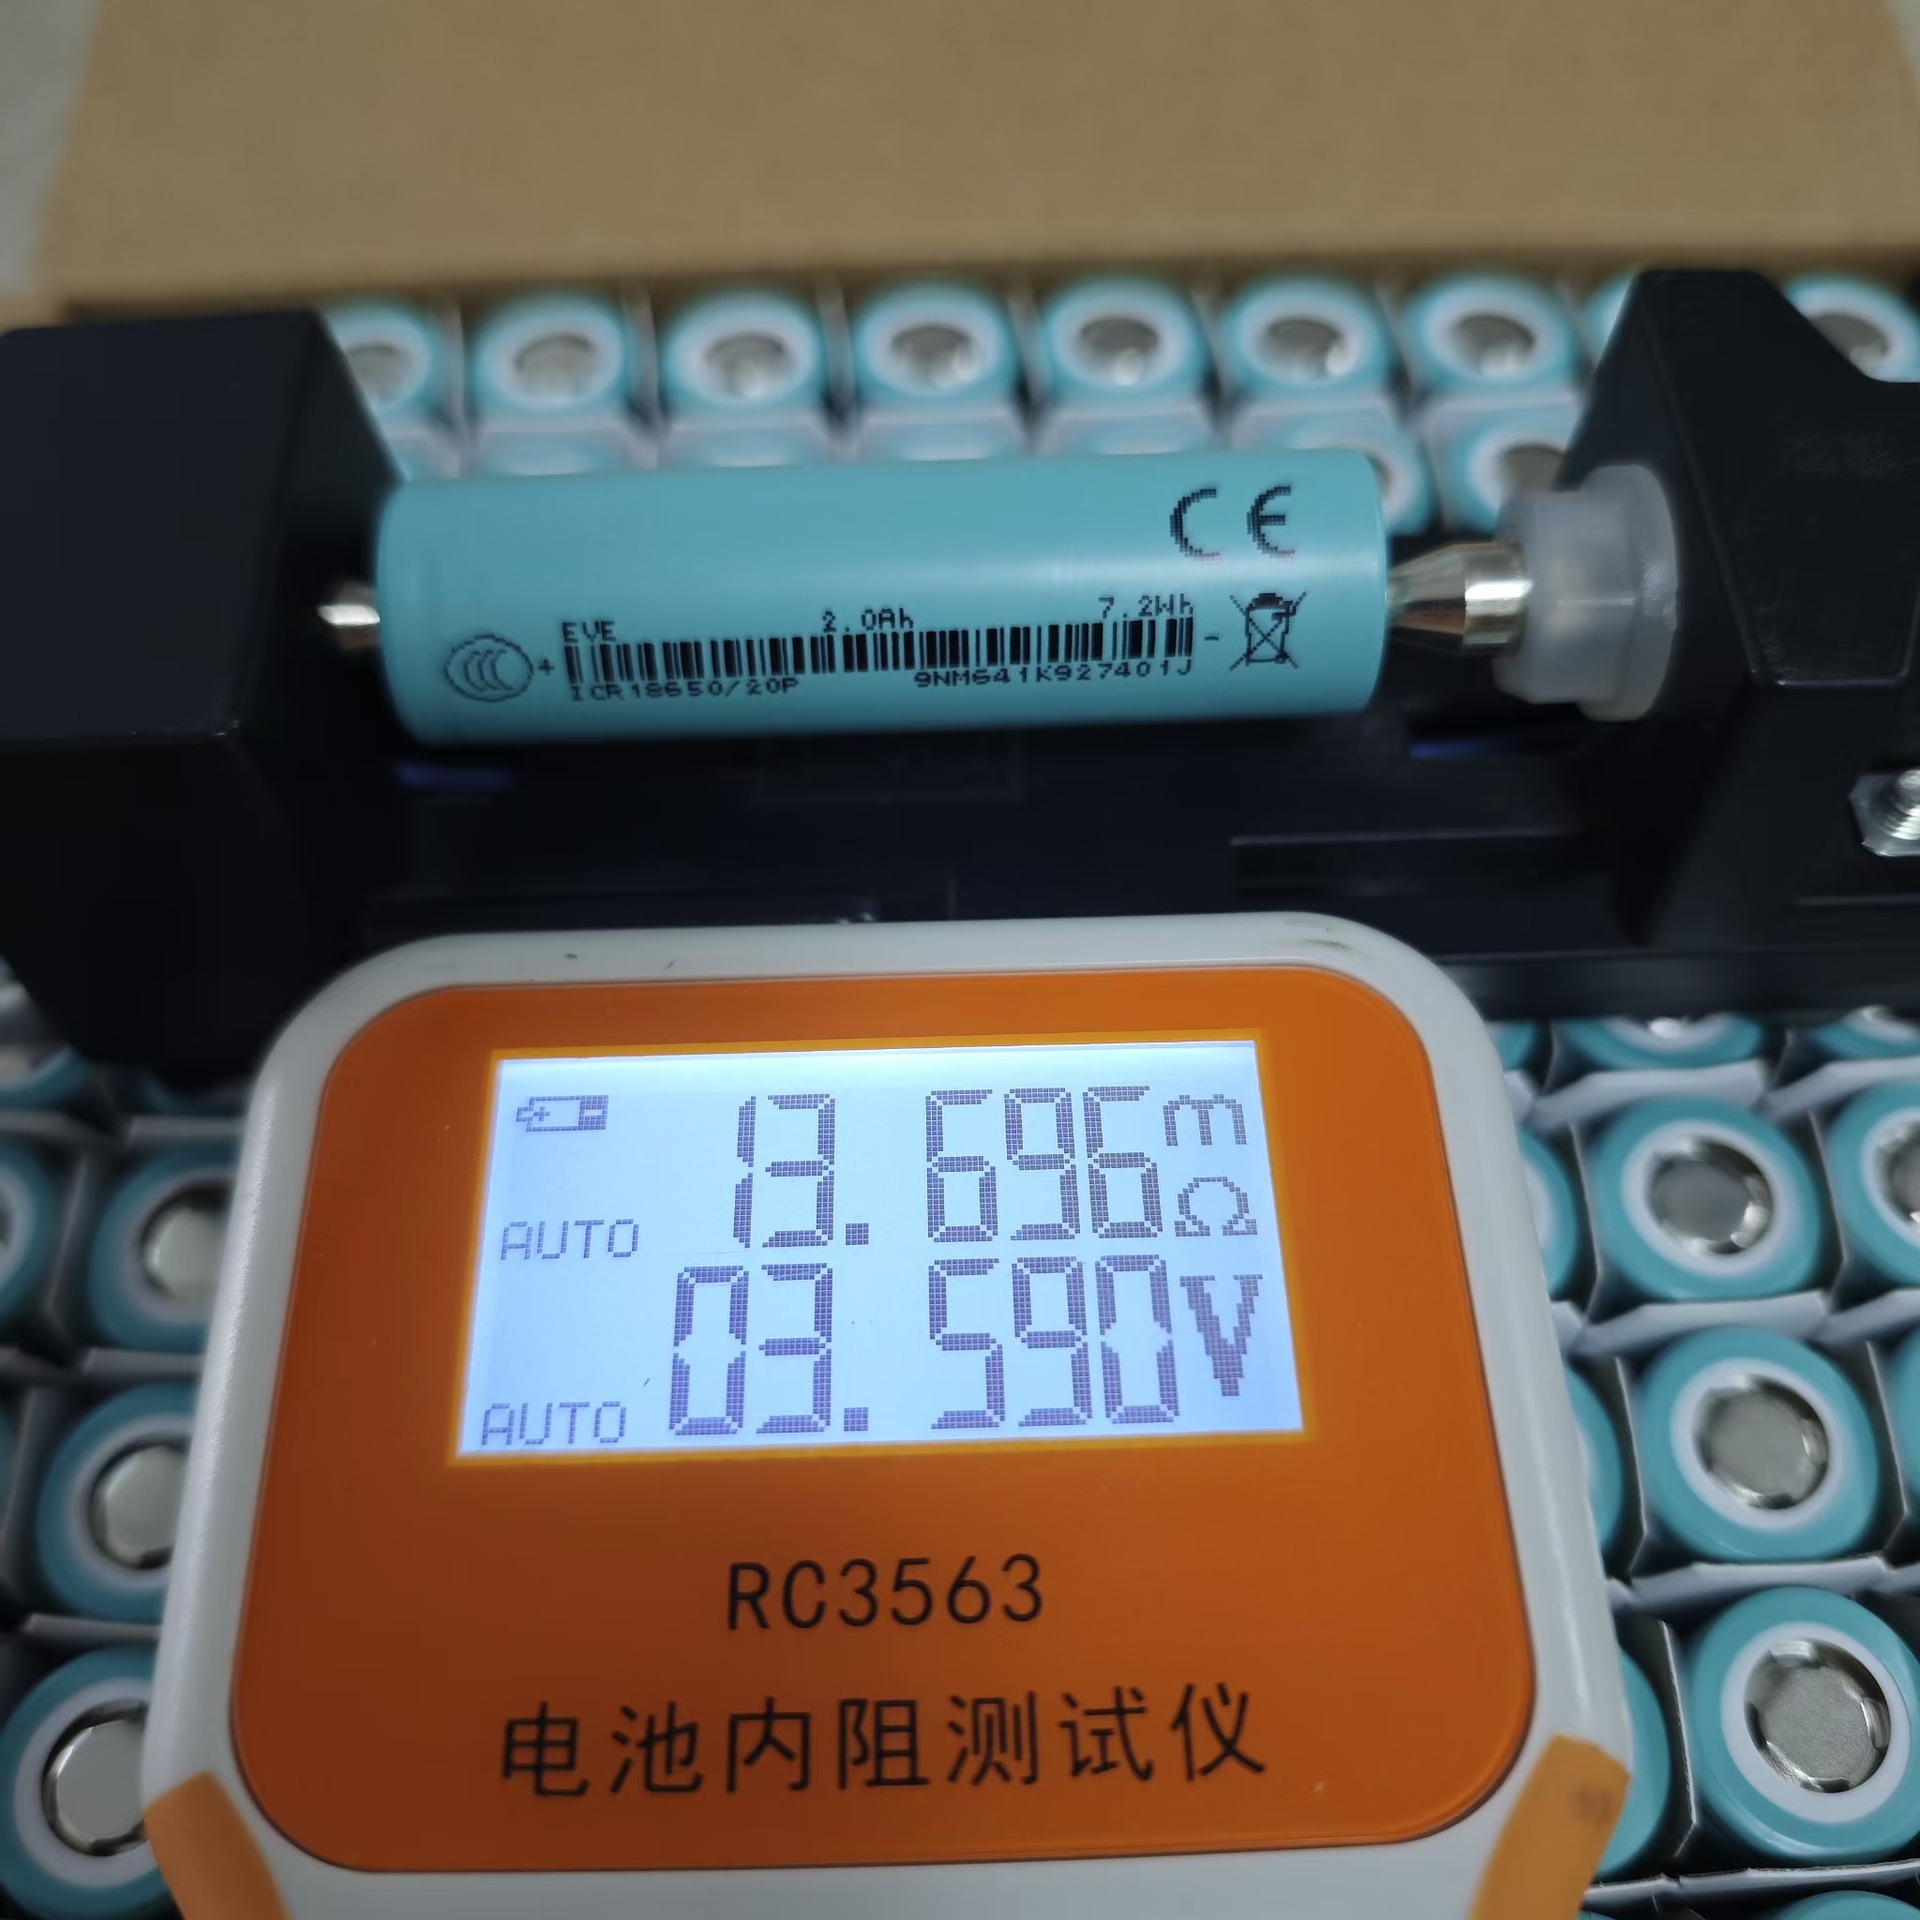 CE
EVE 2.0Ah 7.2Wh
+ -
ICR18650/20P 9NM641K927401J
13.696mΩ
AUTO
03.590V
AUTO
RC3563
电池内阻测试仪